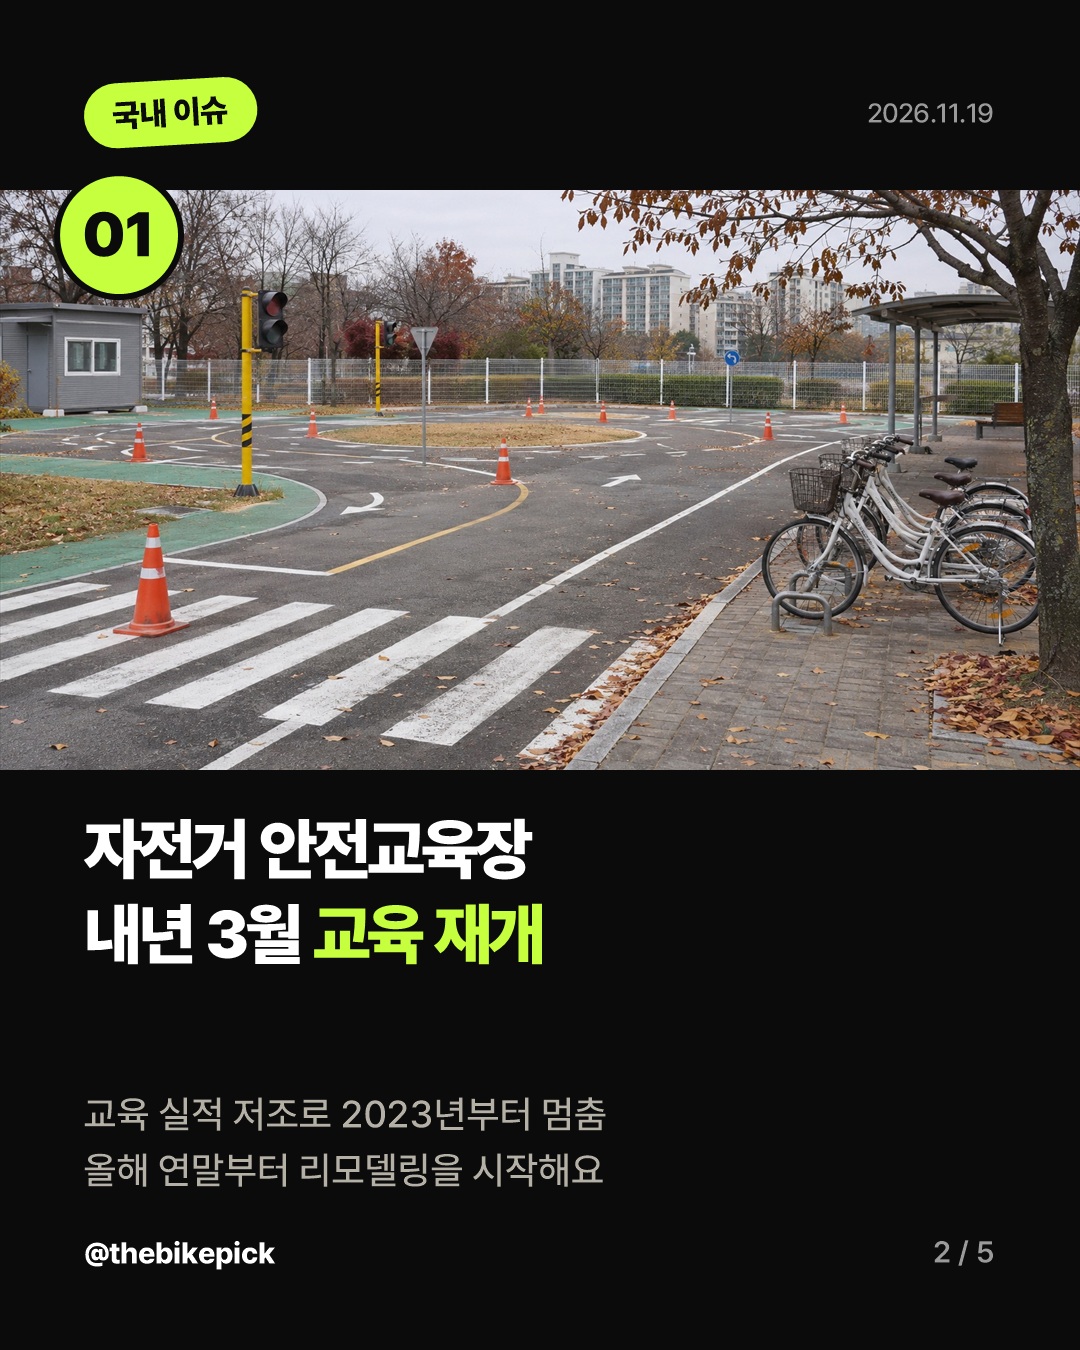 국내 이슈
2026.11.19
01
자전거 안전교육장
내년 3월 교육 재개
교육 실적 저조로 2023년부터 멈춤
올해 연말부터 리모델링을 시작해요
@thebikepick
2 / 5